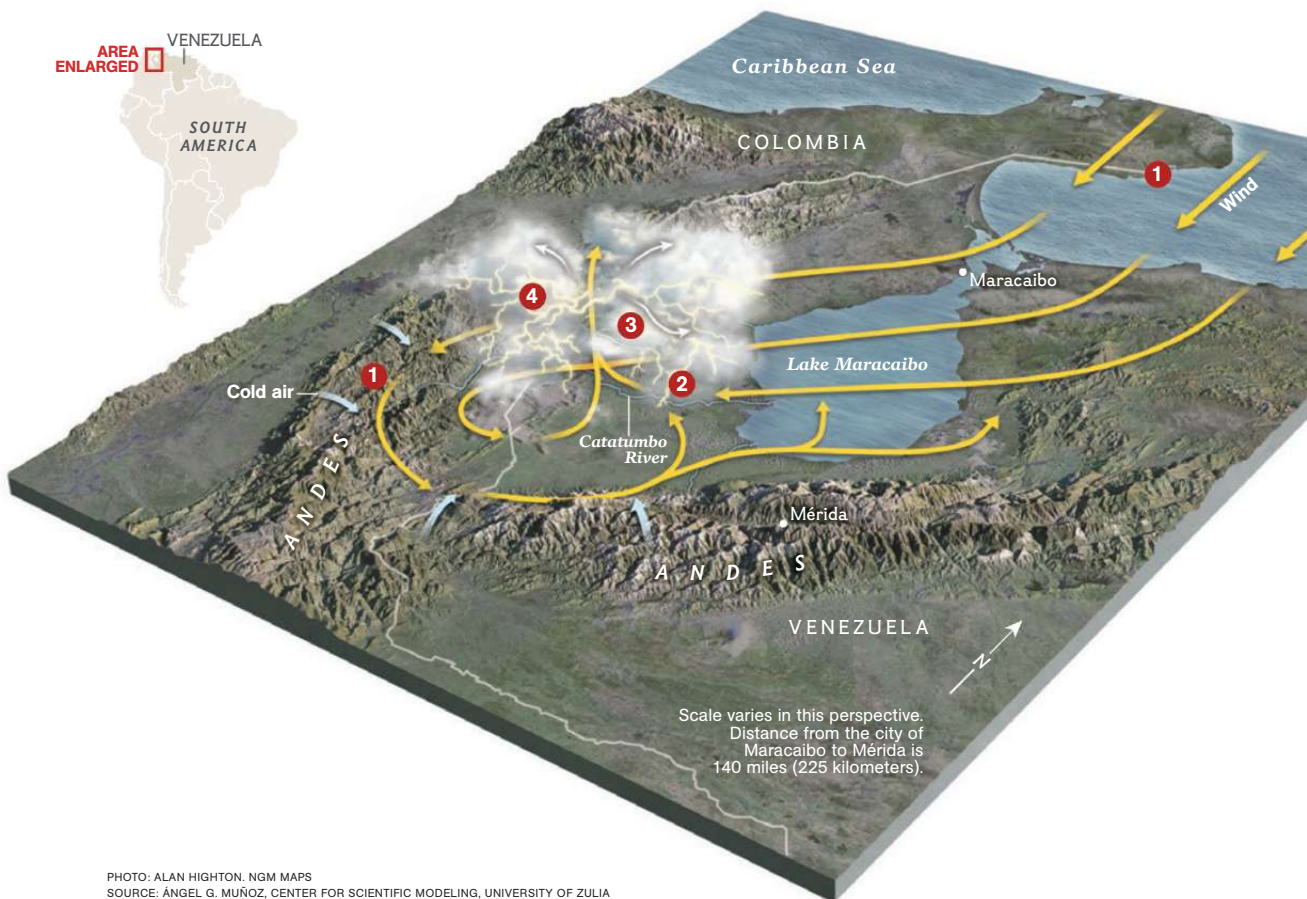 VENEZUELA
AREA
ENLARGED
SOUTH
AMERICA
Caribbean Sea
COLOMBIA
1
Wind
Maracaibo
4
3
Lake Maracaibo
1
2
Cold air
Catatumbo
River
ANDES
Mérida
ANDES
VENEZUELA
N
Scale varies in this perspective.
Distance from the city of
Maracaibo to Mérida is
140 miles (225 kilometers).
PHOTO: ALAN HIGHTON. NGM MAPS
SOURCE: ÁNGEL G. MUÑOZ, CENTER FOR SCIENTIFIC MODELING, UNIVERSITY OF ZULIA